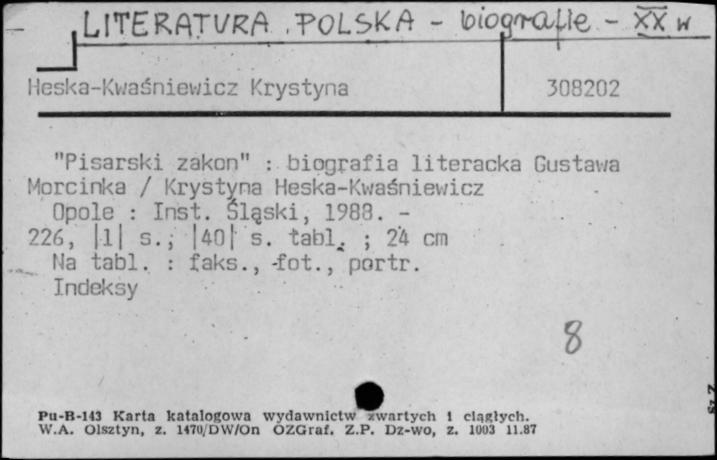 LITERATURA POLSKA - biografie - XX w
Heska-Kwaśniewicz Krystyna 308202
"Pisarski zakon" : biografia literacka Gustawa
Morcinka / Krystyna Heska-Kwaśniewicz
Opole : Inst. Śląski, 1988. -
226, |1| s., |40| s. tabl. ; 24 cm
Na tabl. : faks., fot., portr.
Indeksy
8
Pu-B-143 Karta katalogowa wydawnictw zwartych i ciągłych.
W.A. Olsztyn, z. 1470/DW/On OZGraf. Z.P. Dz-wo, z. 1003 11.87